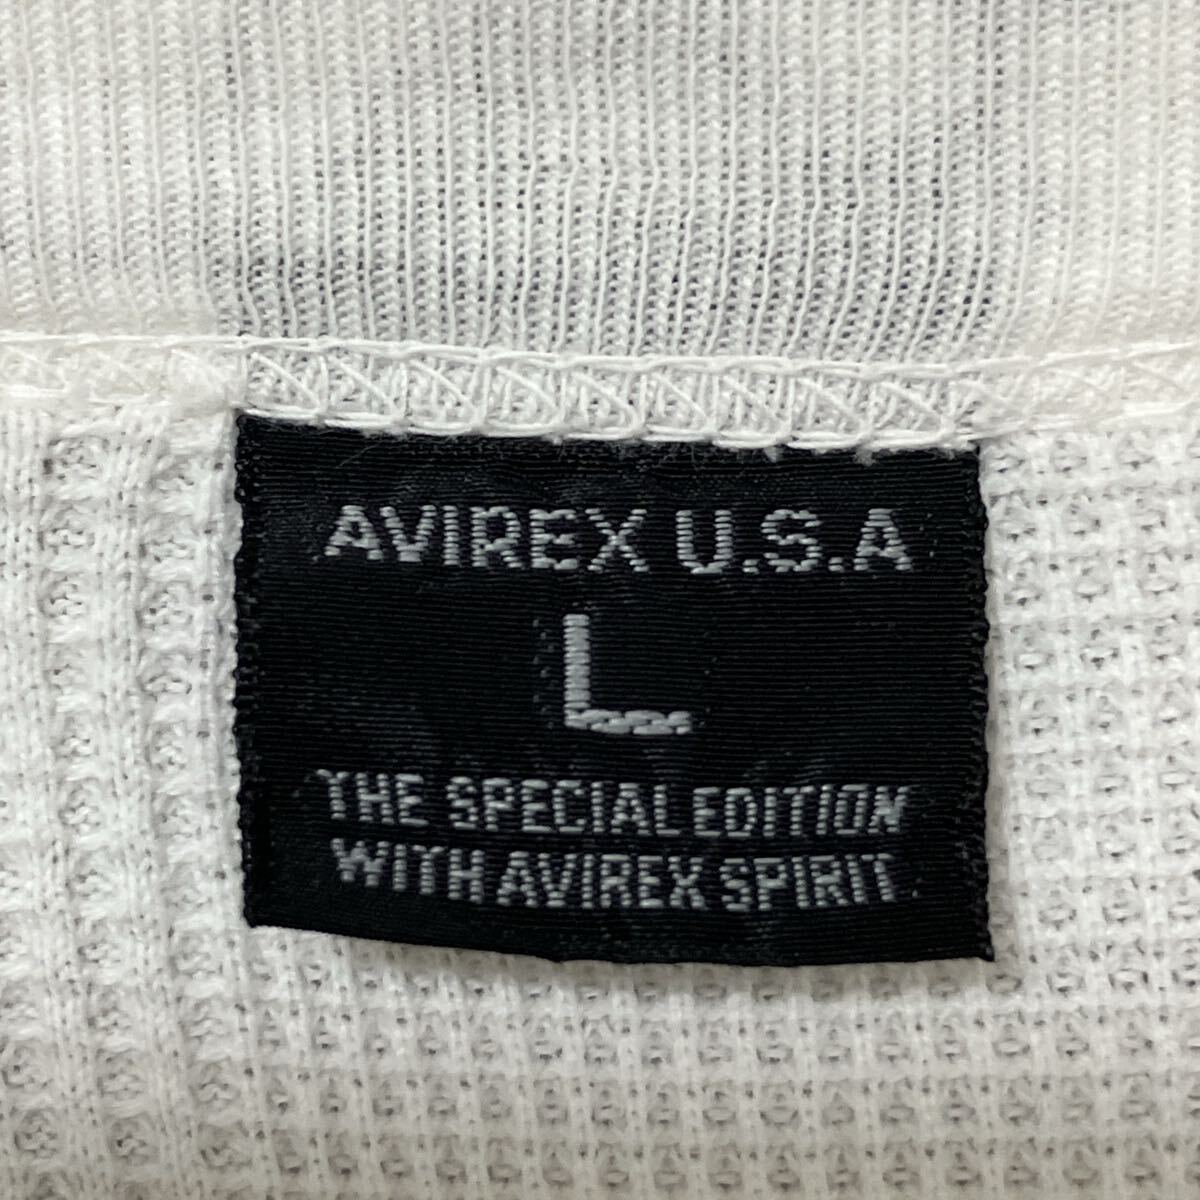 AVIREX U.S.A
L
THE SPECIAL EDITION
WITH AVIREX SPIRIT